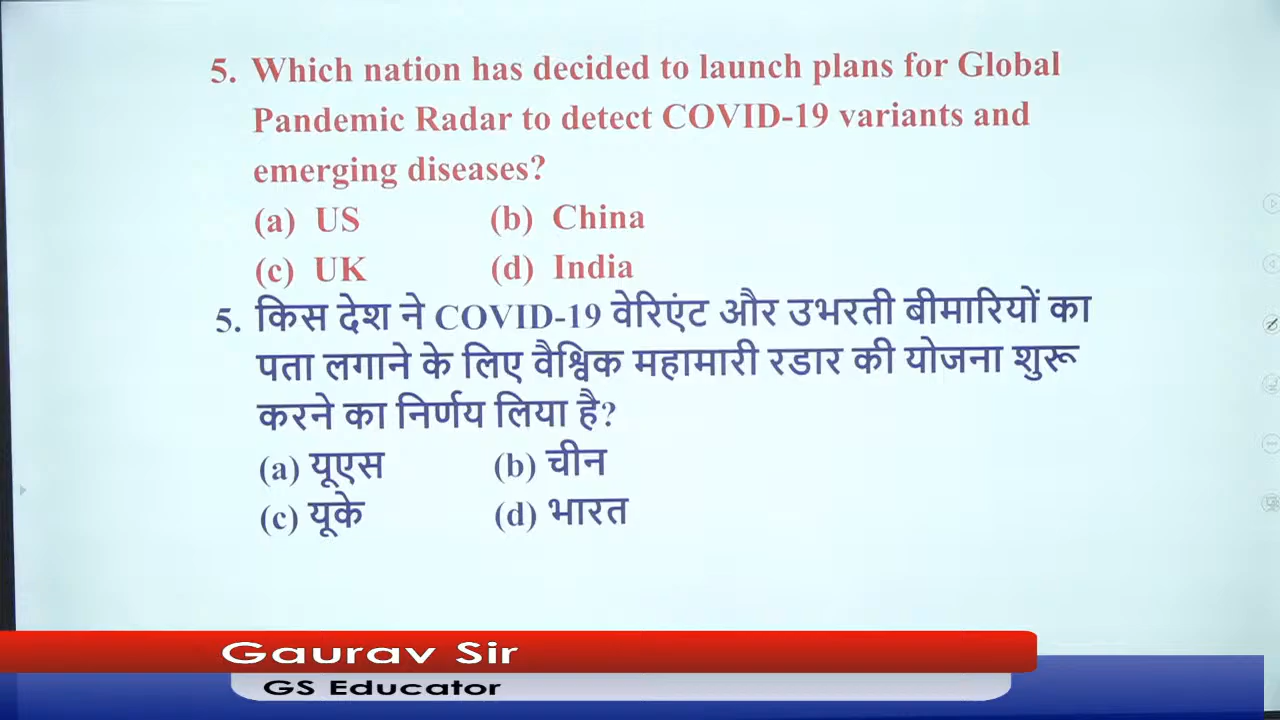 5. Which nation has decided to launch plans for Global
Pandemic Radar to detect COVID-19 variants and
emerging diseases?
(a) US (b) China
(c) UK (d) India
5. किस देश ने COVID-19 वेरिएंट और उभरती बीमारियों का
पता लगाने के लिए वैश्विक महामारी रडार की योजना शुरू
करने का निर्णय लिया है?
(a) यूएस (b) चीन
(c) यूके (d) भारत
Gaurav Sir
GS Educator